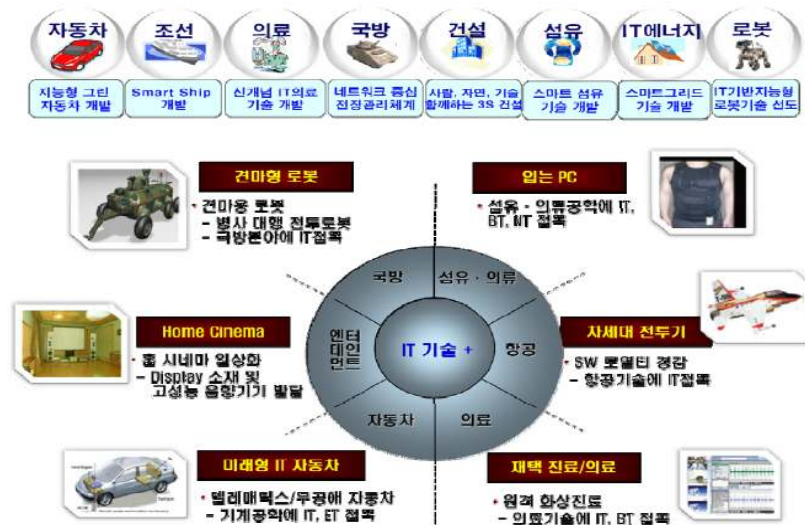 자동차
조선
의료
국방
건설
섬유
IT에너지
로봇
지능형 그린
자동차 개발
Smart Ship
개발
신개념 IT의료
기술 개발
네트워크 중심
전장관리체계
사람, 자연, 기술
함께하는 3S 건설
스마트 섬유
기술 개발
스마트그리드
기술 개발
IT기반지능형
로봇기술 선도
견마형 로봇
• 견마용 로봇
– 병사 대행 전투로봇
– 국방분야에 IT접목
입는 PC
• 섬유 · 의류공학에 IT,
BT, NT 접목
국방
섬유 · 의류
엔터
테인
먼트
IT 기술 +
항공
자동차
의료
Home Cinema
• 홈 시네마 일상화
– Display 소재 및
고성능 음향기기 발달
차세대 전투기
• SW 로열티 경감
– 항공기술에 IT접목
미래형 IT 자동차
• 텔레매틱스/무공해 자동차
– 기계공학에 IT, ET 접목
재택 진료/의료
• 원격 화상진료
– 의료기술에 IT, BT 접목